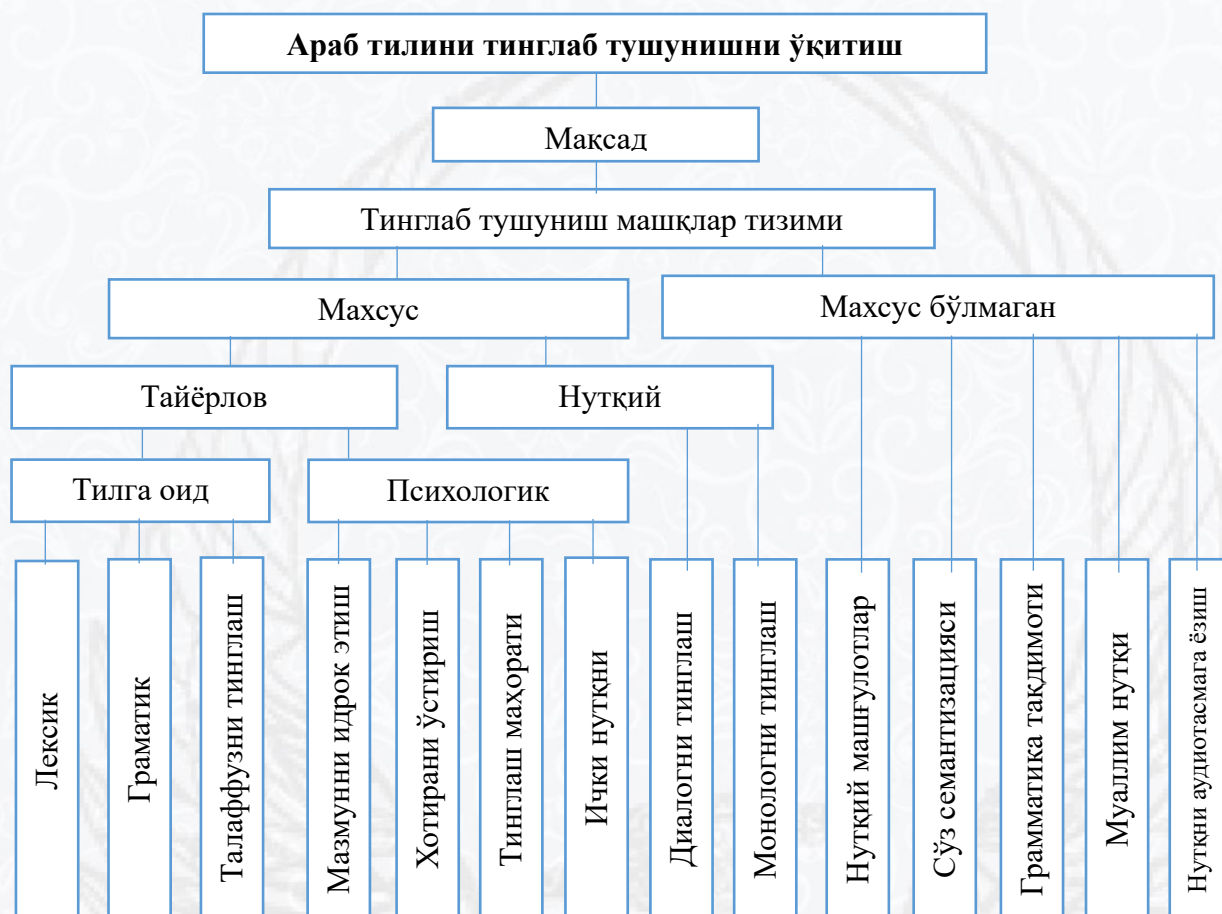 Араб тилини тинглаб тушунишни ўқитиш
Мақсад
Тинглаб тушуниш машқлар тизими
Махсус
Махсус бўлмаган
Тайёрлов
Нутқий
Тилга оид
Психологик
Лексик
Граматик
Талаффузни тинглаш
Мазмунни идрок этиш
Хотирани ўстириш
Тинглаш маҳорати
Ички нутқни
Диалогни тинглаш
Монологни тинглаш
Нутқий машғулотлар
Сўз семантизацияси
Грамматика тақдимоти
Муаллим нутқи
Нутқни аудиотасмага ёзиш